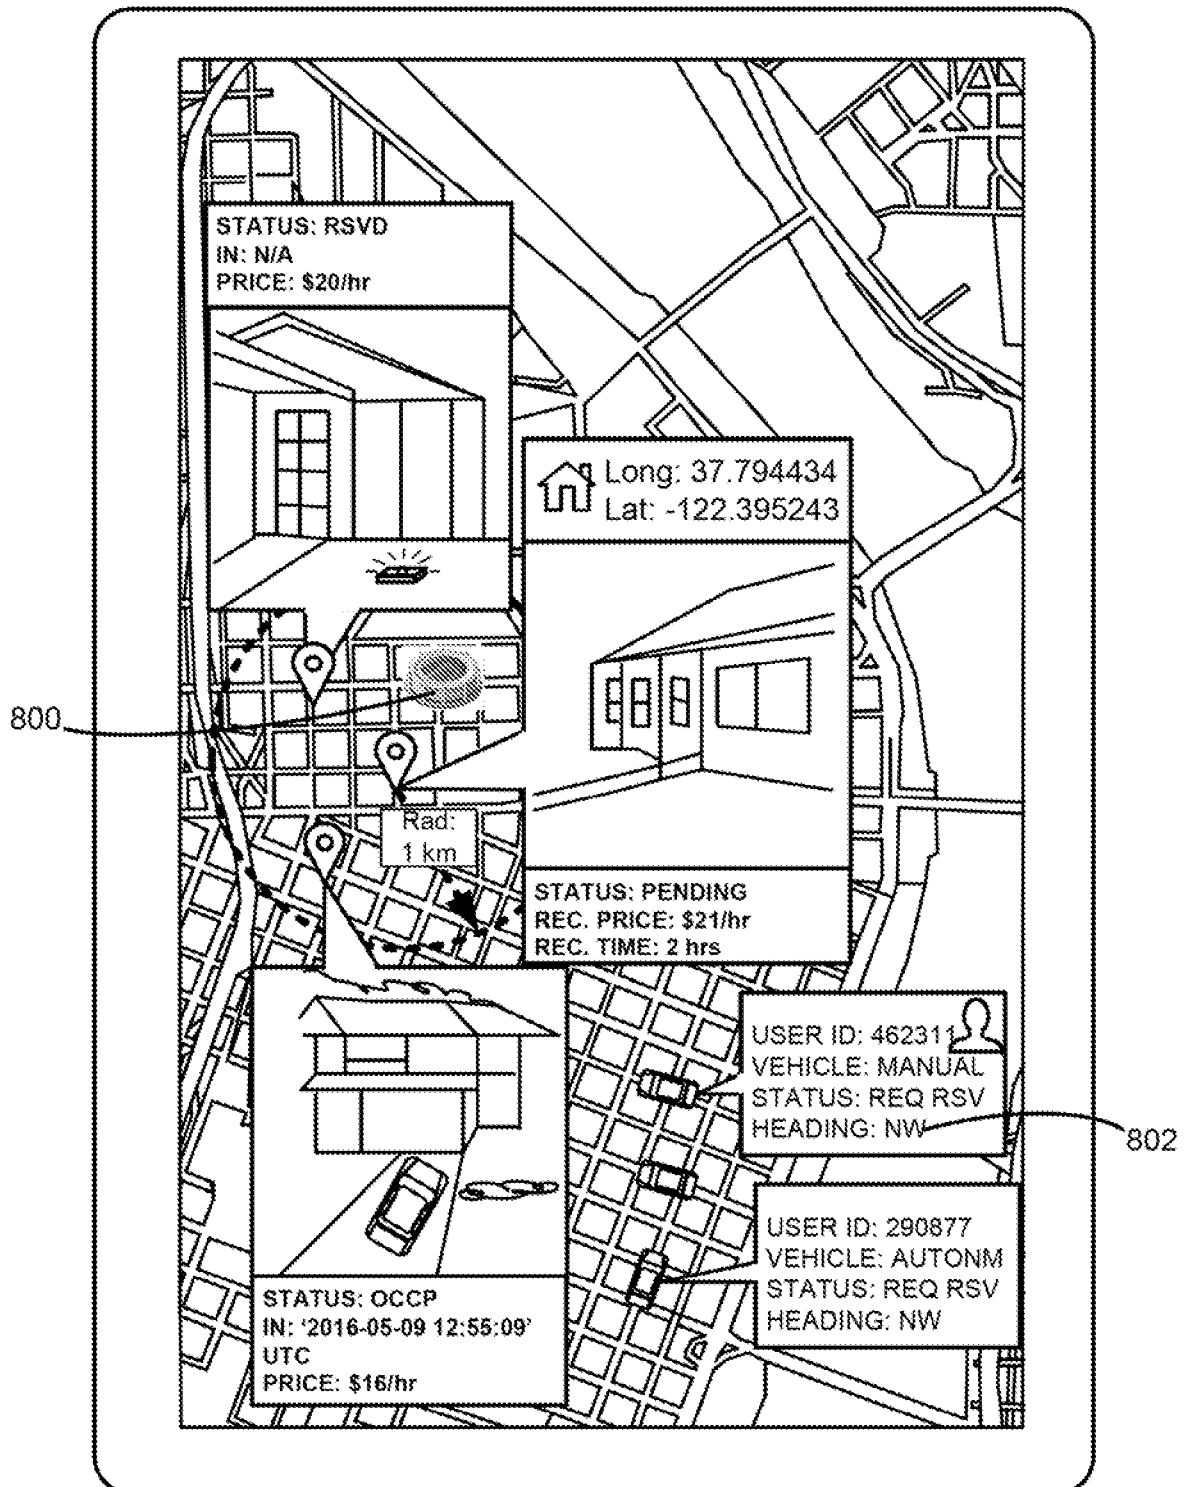 STATUS: RSVD
IN: N/A
PRICE: $20/hr
Long: 37.794434
Lat: -122.395243
800
Rad:
1 km
STATUS: PENDING
REC. PRICE: $21/hr
REC. TIME: 2 hrs
USER ID: 462311
VEHICLE: MANUAL
STATUS: REQ RSV
HEADING: NW
802
USER ID: 290877
VEHICLE: AUTONM
STATUS: REQ RSV
HEADING: NW
STATUS: OCCP
IN: ‘2016-05-09 12:55:09’
UTC
PRICE: $16/hr